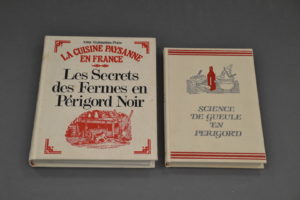 LA CUISINE PAYSANNE
EN FRANCE
Les Secrets
des Fermes en
Périgord Noir
SCIENCE
DE GUEULE
EN
PERIGORD